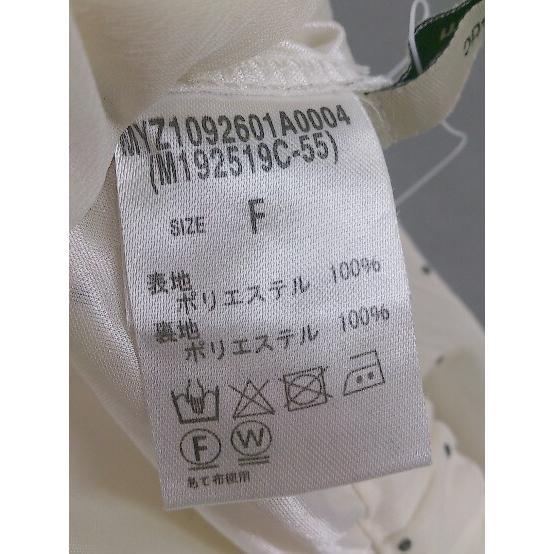 MYZ1092601A0004
(M192519C-55)
SIZE F
表地
ポリエステル 100%
裏地
ポリエステル 100%
F W
あて布使用